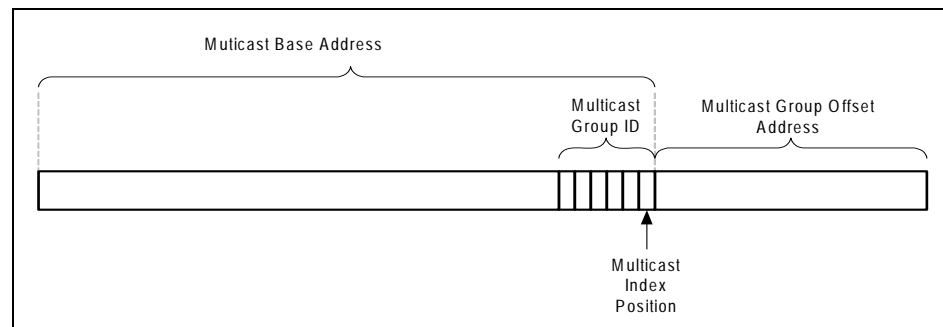 Muticast Base Address
Multicast
Group ID
Multicast Group Offset
Address
Multicast
Index
Position